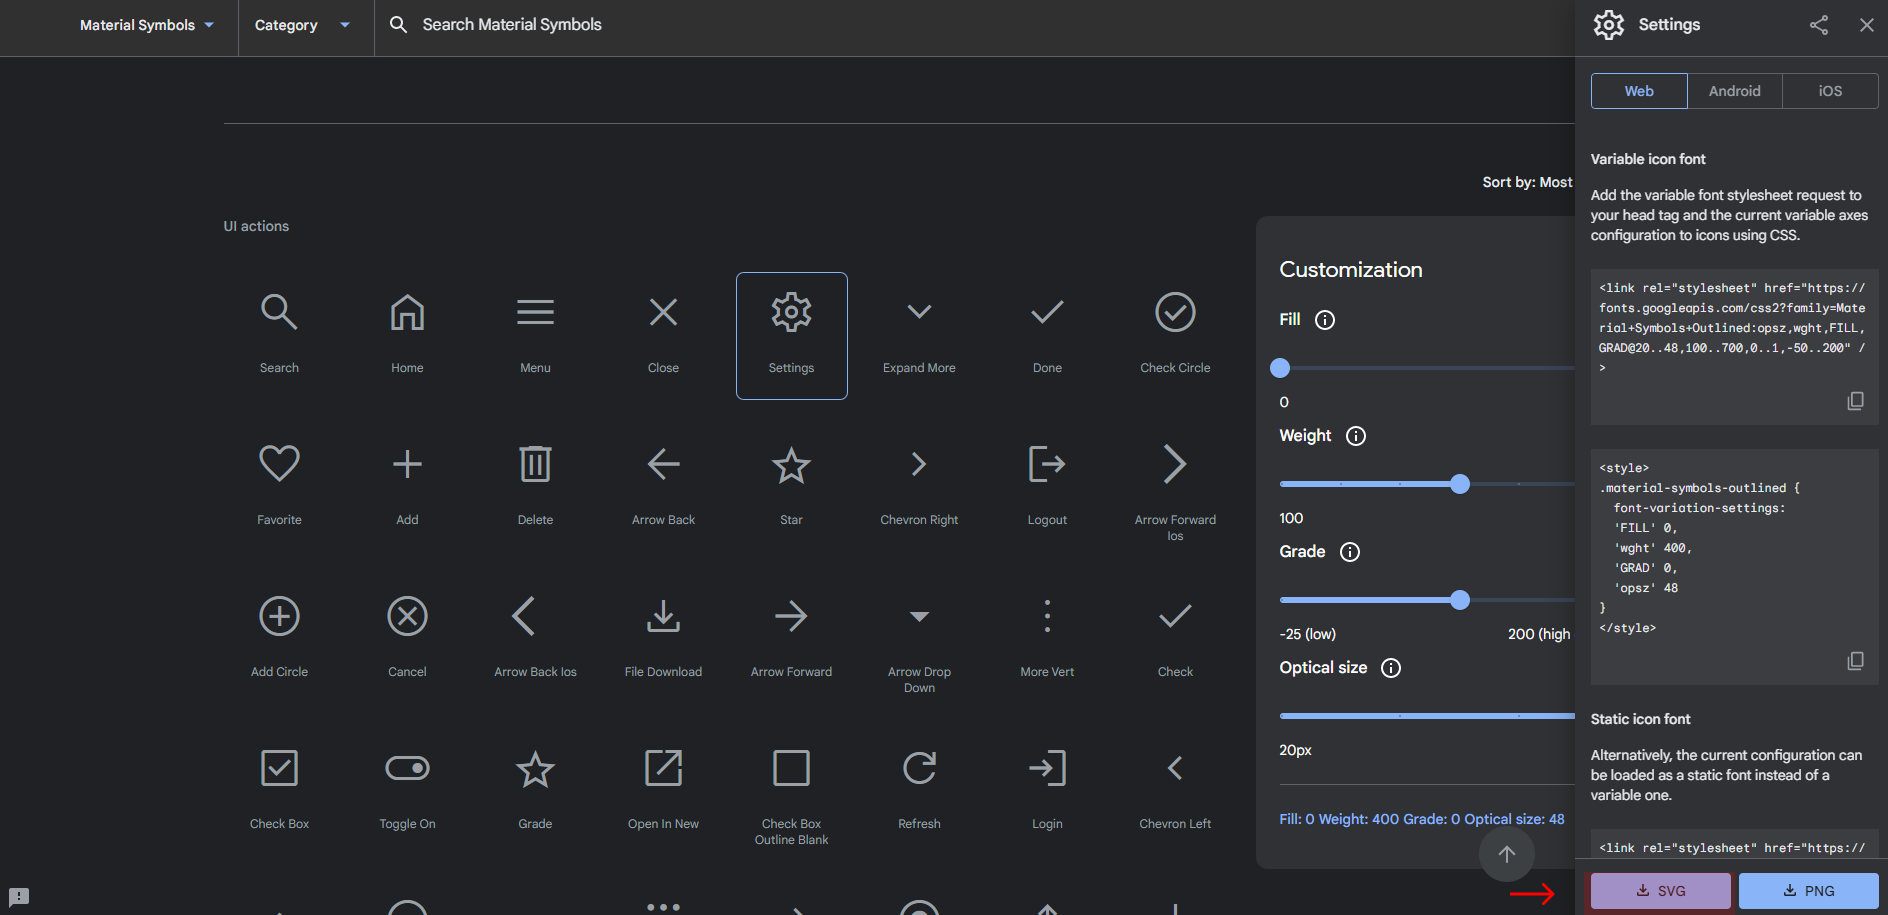 Material Symbols
Category
Search Material Symbols
Settings
Web
Android
iOS
Sort by: Most
UI actions
Search
Home
Menu
Close
Settings
Expand More
Done
Check Circle
Favorite
Add
Delete
Arrow Back
Star
Chevron Right
Logout
Arrow Forward
Ios
Add Circle
Cancel
Arrow Back Ios
File Download
Arrow Forward
Arrow Drop
Down
More Vert
Check
Check Box
Toggle On
Grade
Open In New
Check Box
Outline Blank
Refresh
Login
Chevron Left
Customization
Fill
0
Weight
100
Grade
-25 (low)
200 (high
Optical size
20px
Fill: 0 Weight: 400 Grade: 0 Optical size: 48
Variable icon font
Add the variable font stylesheet request to
your head tag and the current variable axes
configuration to icons using CSS.
<link rel="stylesheet" href="https://
fonts.googleapis.com/css2?family=Mate
rial+Symbols+Outlined:opsz,wght,FILL,
GRAD@20..48,100..700,0..1,-50..200" /
>
<style>
.material-symbols-outlined {
font-variation-settings:
'FILL' 0,
'wght' 400,
'GRAD' 0,
'opsz' 48
}
</style>
Static icon font
Alternatively, the current configuration can
be loaded as a static font instead of a
variable one.
<link rel="stylesheet" href="https://
SVG
PNG